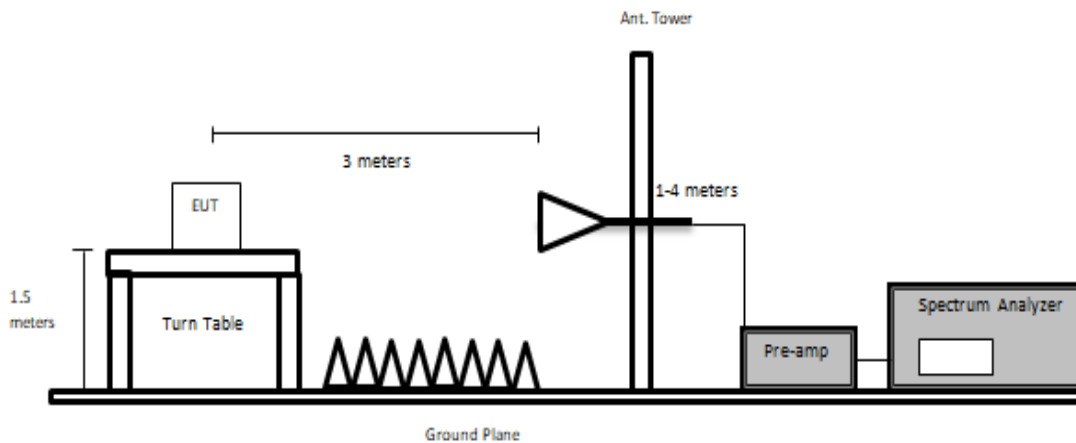 Ant. Tower
3 meters
1-4 meters
EUT
1.5
meters
Turn Table
Spectrum Analyzer
Pre-amp
Ground Plane